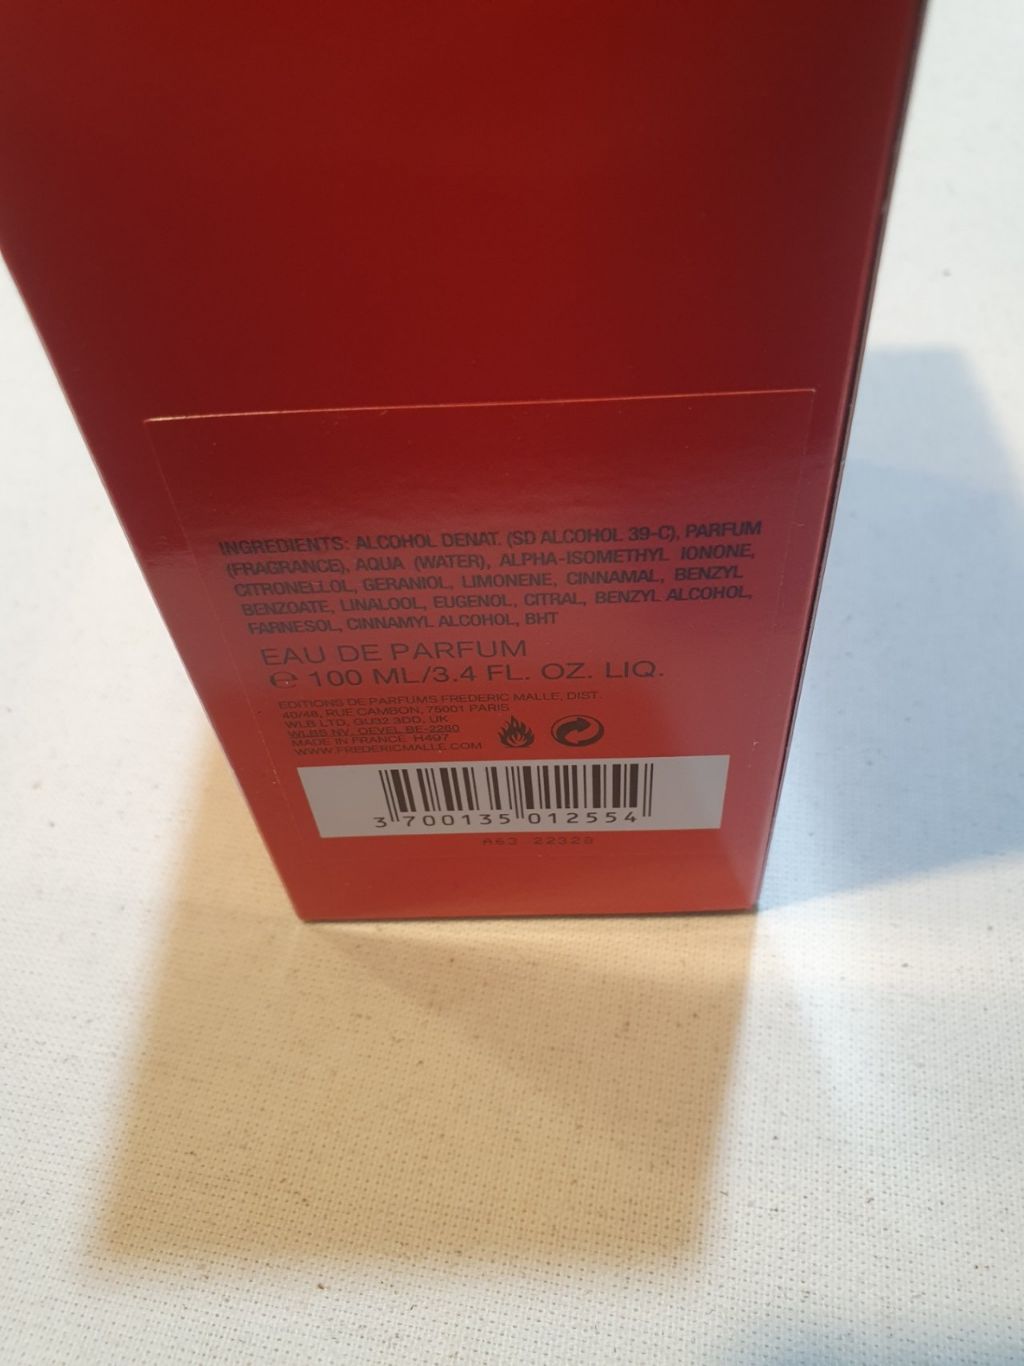 INGREDIENTS: ALCOHOL DENAT. (SD ALCOHOL 39-C), PARFUM
(FRAGRANCE), AQUA (WATER), ALPHA-ISOMETHYL IONONE,
CITRONELLOL, GERANIOL, LIMONENE, CINNAMAL, BENZYL
BENZOATE, LINALOOL, EUGENOL, CITRAL, BENZYL ALCOHOL,
FARNESOL, CINNAMYL ALCOHOL, BHT
EAU DE PARFUM
℮ 100 ML/3.4 FL. OZ. LIQ.
EDITIONS DE PARFUMS FREDERIC MALLE, DIST.
40/48, RUE CAMBON, 75001 PARIS
WLB LTD, GU32 3DD, UK
WLBS NV, OEVEL BE-2260
MADE IN FRANCE H497
WWW.FREDERICMALLE.COM
3 700135 012554
A63 22320